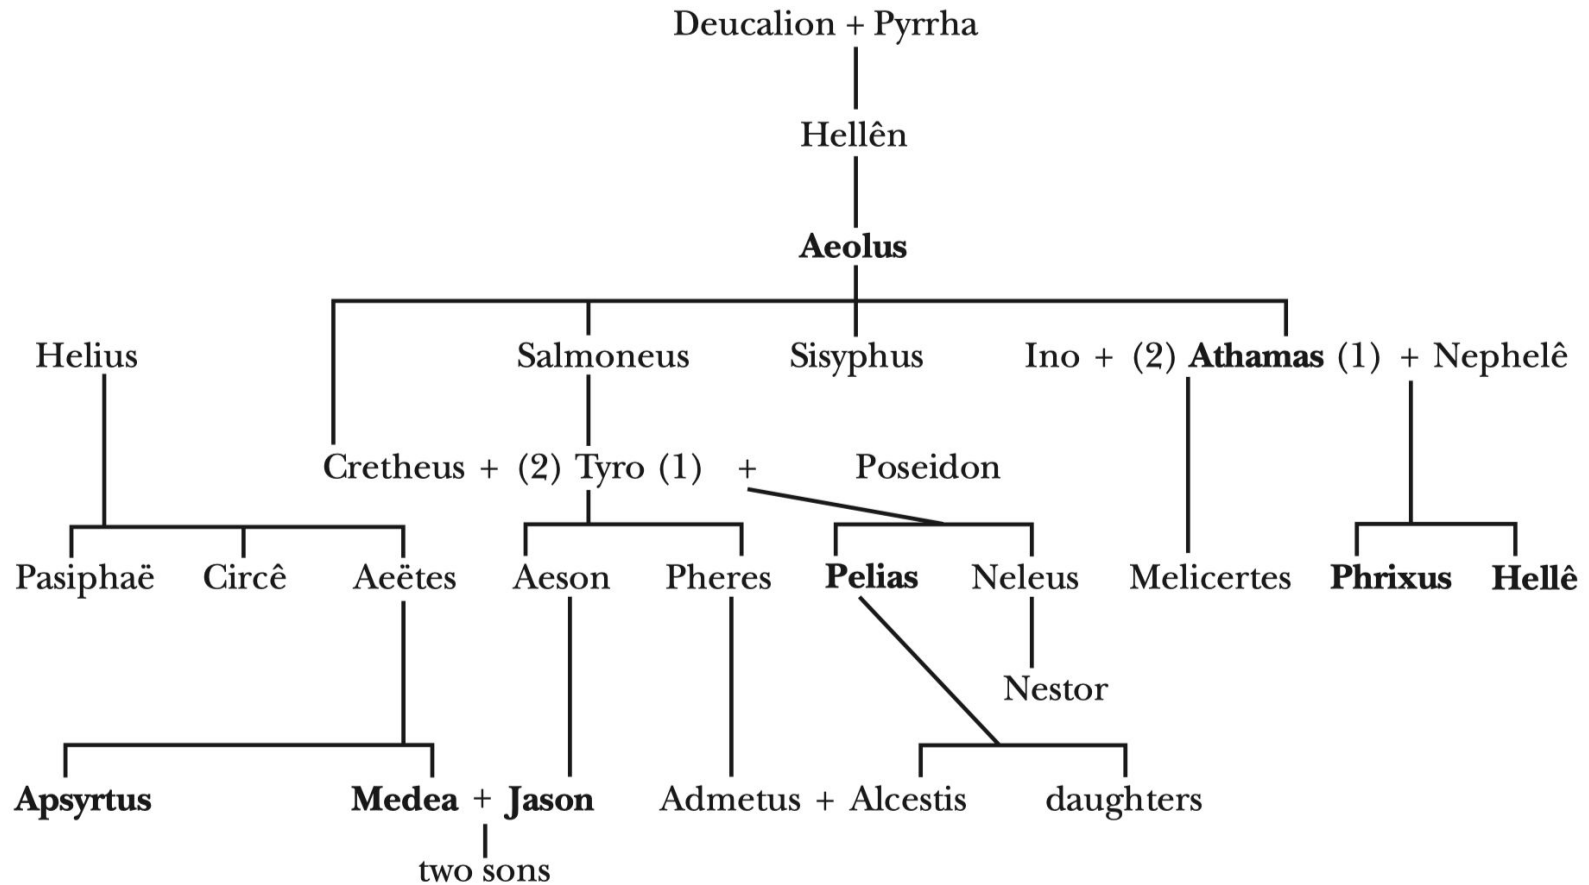 Deucalion + Pyrrha
Hellên
Aeolus
Helius Salmoneus Sisyphus Ino + (2) Athamas (1) + Nephelê
Cretheus + (2) Tyro (1) + Poseidon
Pasiphaë Circê Aeëtes Aeson Pheres Pelias Neleus Melicertes Phrixus Hellê
Nestor
Apsyrtus Medea + Jason Admetus + Alcestis daughters
two sons